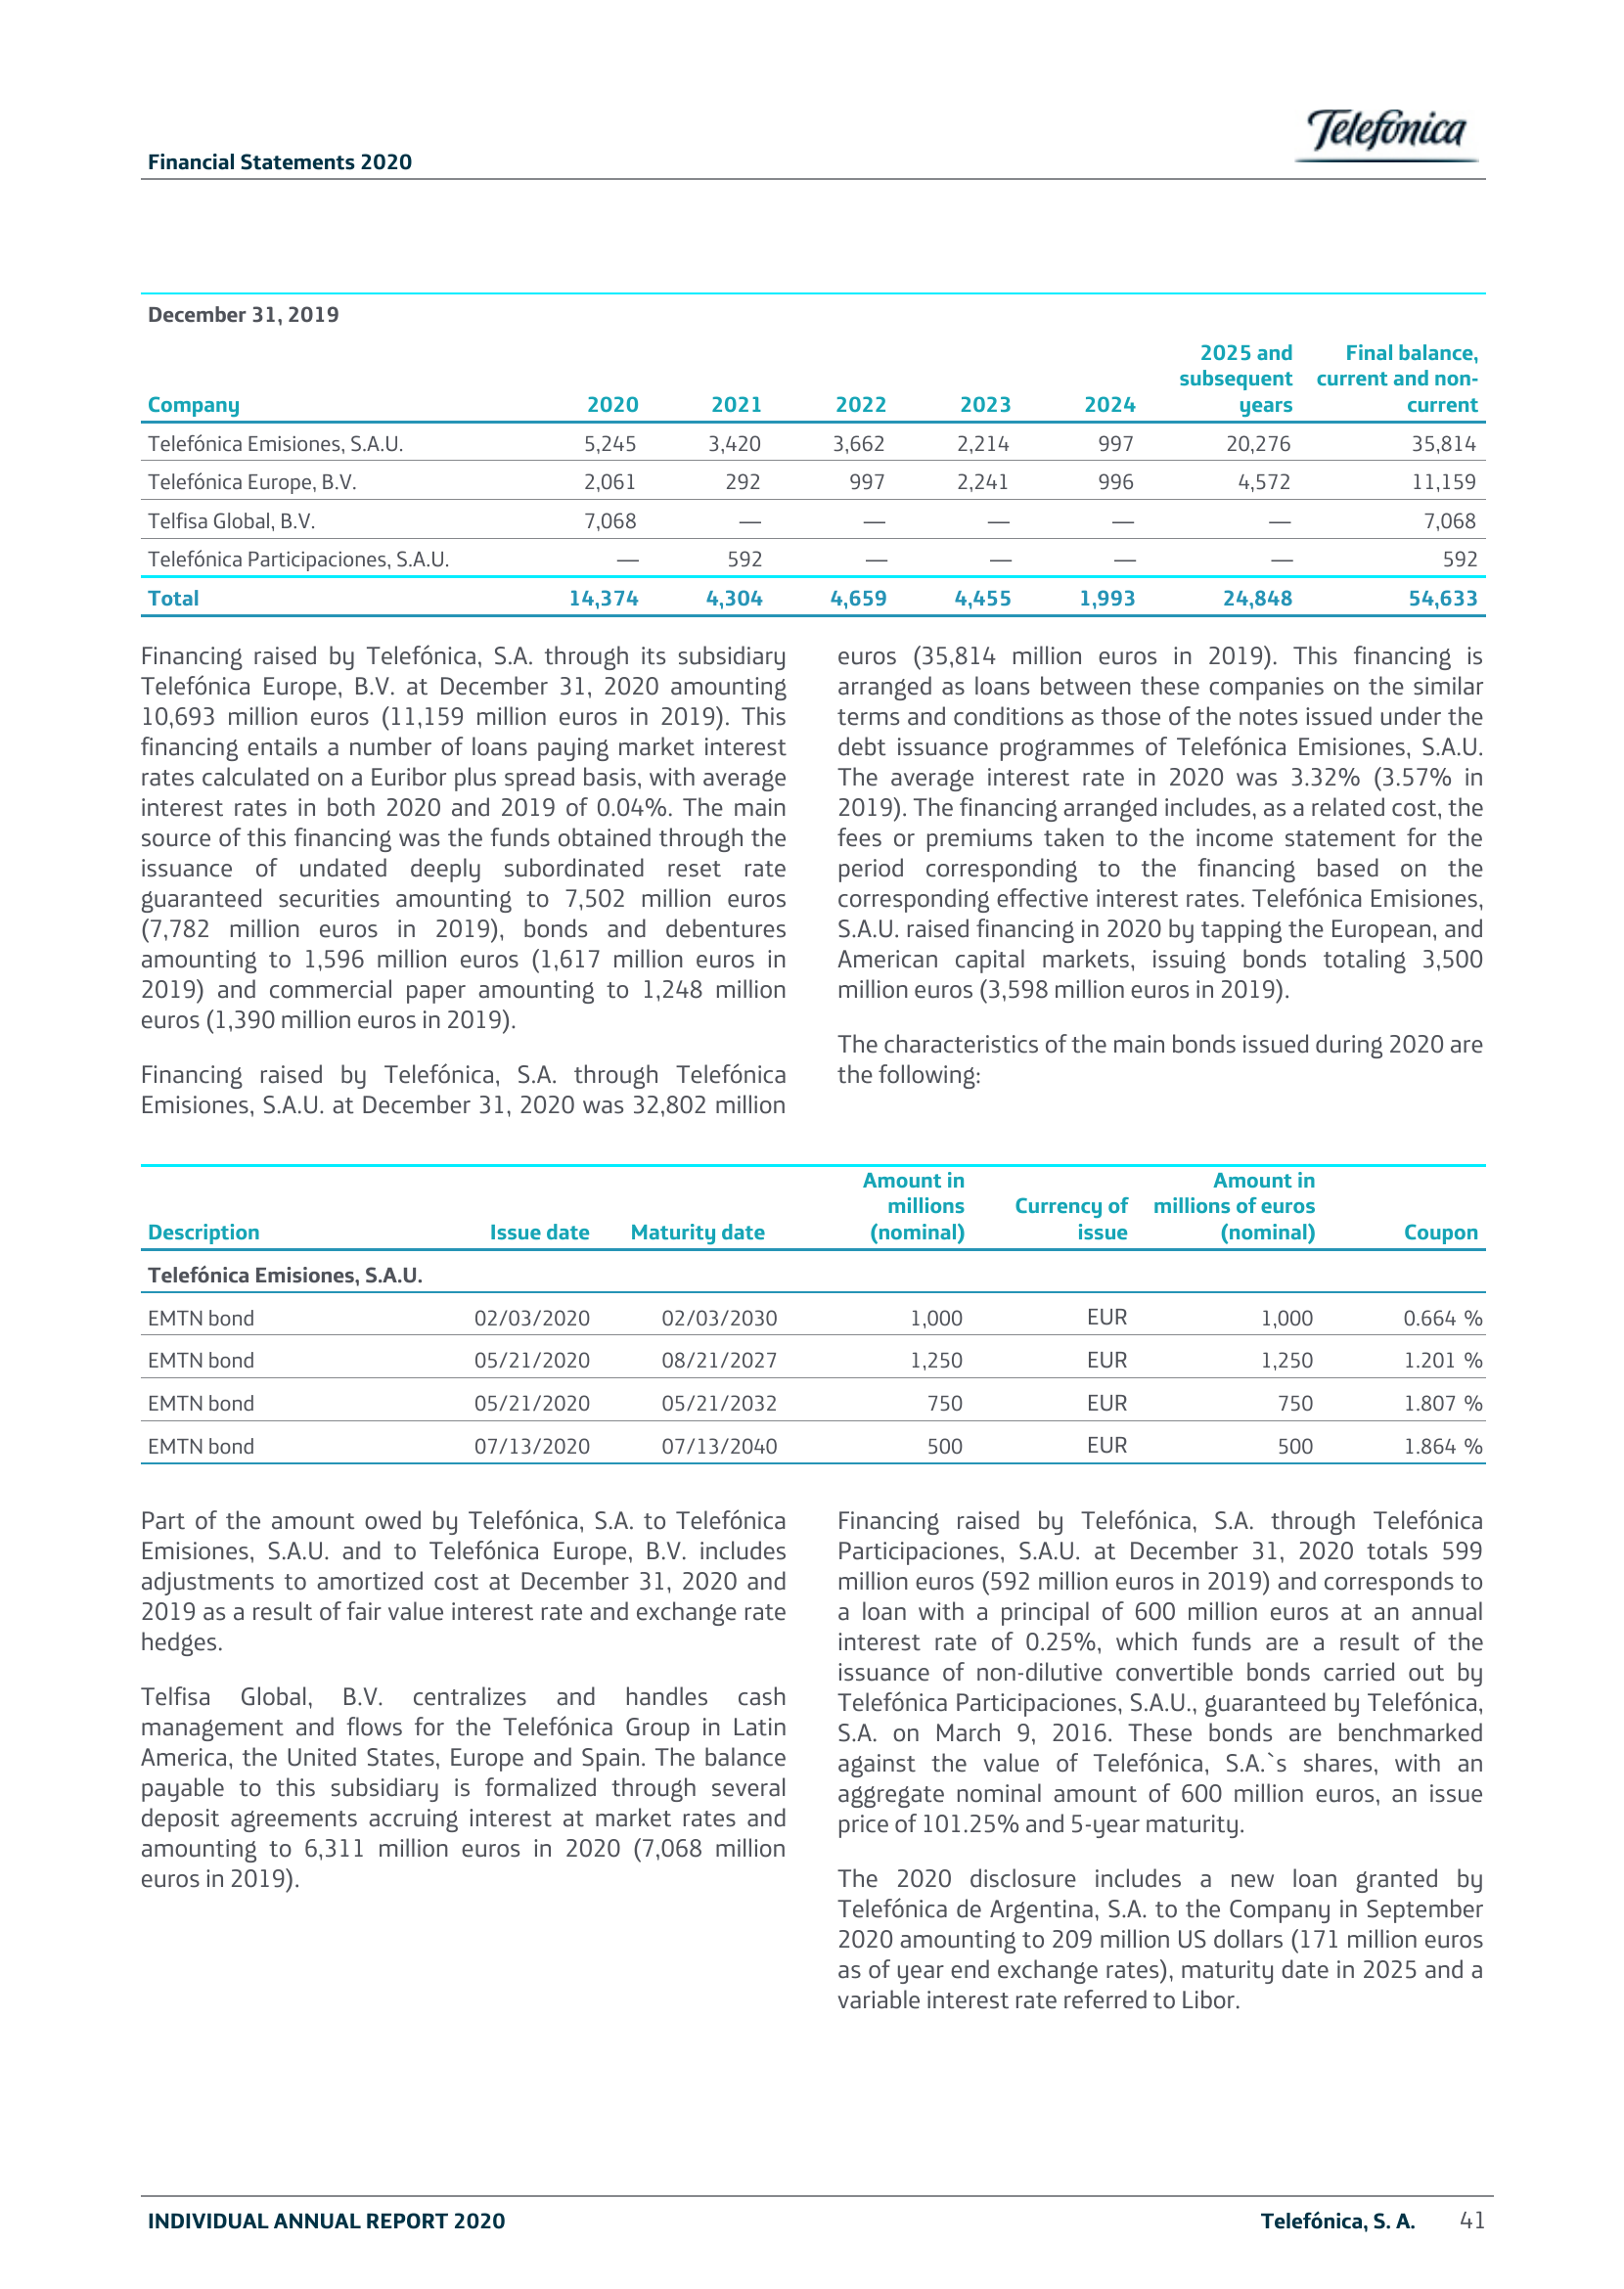 Telefónica
Financial Statements 2020
December 31, 2019
Company 2020 2021 2022 2023 2024 2025 and subsequent years Final balance, current and non-current
Telefónica Emisiones, S.A.U. 5,245 3,420 3,662 2,214 997 20,276 35,814
Telefónica Europe, B.V. 2,061 292 997 2,241 996 4,572 11,159
Telfisa Global, B.V. 7,068 — — — — — 7,068
Telefónica Participaciones, S.A.U. — 592 — — — — 592
Total 14,374 4,304 4,659 4,455 1,993 24,848 54,633
Financing raised by Telefónica, S.A. through its subsidiary
Telefónica Europe, B.V. at December 31, 2020 amounting
10,693 million euros (11,159 million euros in 2019). This
financing entails a number of loans paying market interest
rates calculated on a Euribor plus spread basis, with average
interest rates in both 2020 and 2019 of 0.04%. The main
source of this financing was the funds obtained through the
issuance of undated deeply subordinated reset rate
guaranteed securities amounting to 7,502 million euros
(7,782 million euros in 2019), bonds and debentures
amounting to 1,596 million euros (1,617 million euros in
2019) and commercial paper amounting to 1,248 million
euros (1,390 million euros in 2019).
Financing raised by Telefónica, S.A. through Telefónica
Emisiones, S.A.U. at December 31, 2020 was 32,802 million
euros (35,814 million euros in 2019). This financing is
arranged as loans between these companies on the similar
terms and conditions as those of the notes issued under the
debt issuance programmes of Telefónica Emisiones, S.A.U.
The average interest rate in 2020 was 3.32% (3.57% in
2019). The financing arranged includes, as a related cost, the
fees or premiums taken to the income statement for the
period corresponding to the financing based on the
corresponding effective interest rates. Telefónica Emisiones,
S.A.U. raised financing in 2020 by tapping the European, and
American capital markets, issuing bonds totaling 3,500
million euros (3,598 million euros in 2019).
The characteristics of the main bonds issued during 2020 are
the following:
Description Issue date Maturity date Amount in millions (nominal) Currency of issue Amount in millions of euros (nominal) Coupon
Telefónica Emisiones, S.A.U.
EMTN bond 02/03/2020 02/03/2030 1,000 EUR 1,000 0.664 %
EMTN bond 05/21/2020 08/21/2027 1,250 EUR 1,250 1.201 %
EMTN bond 05/21/2020 05/21/2032 750 EUR 750 1.807 %
EMTN bond 07/13/2020 07/13/2040 500 EUR 500 1.864 %
Part of the amount owed by Telefónica, S.A. to Telefónica
Emisiones, S.A.U. and to Telefónica Europe, B.V. includes
adjustments to amortized cost at December 31, 2020 and
2019 as a result of fair value interest rate and exchange rate
hedges.
Telfisa Global, B.V. centralizes and handles cash
management and flows for the Telefónica Group in Latin
America, the United States, Europe and Spain. The balance
payable to this subsidiary is formalized through several
deposit agreements accruing interest at market rates and
amounting to 6,311 million euros in 2020 (7,068 million
euros in 2019).
Financing raised by Telefónica, S.A. through Telefónica
Participaciones, S.A.U. at December 31, 2020 totals 599
million euros (592 million euros in 2019) and corresponds to
a loan with a principal of 600 million euros at an annual
interest rate of 0.25%, which funds are a result of the
issuance of non-dilutive convertible bonds carried out by
Telefónica Participaciones, S.A.U., guaranteed by Telefónica,
S.A. on March 9, 2016. These bonds are benchmarked
against the value of Telefónica, S.A.`s shares, with an
aggregate nominal amount of 600 million euros, an issue
price of 101.25% and 5-year maturity.
The 2020 disclosure includes a new loan granted by
Telefónica de Argentina, S.A. to the Company in September
2020 amounting to 209 million US dollars (171 million euros
as of year end exchange rates), maturity date in 2025 and a
variable interest rate referred to Libor.
INDIVIDUAL ANNUAL REPORT 2020 Telefónica, S. A. 41